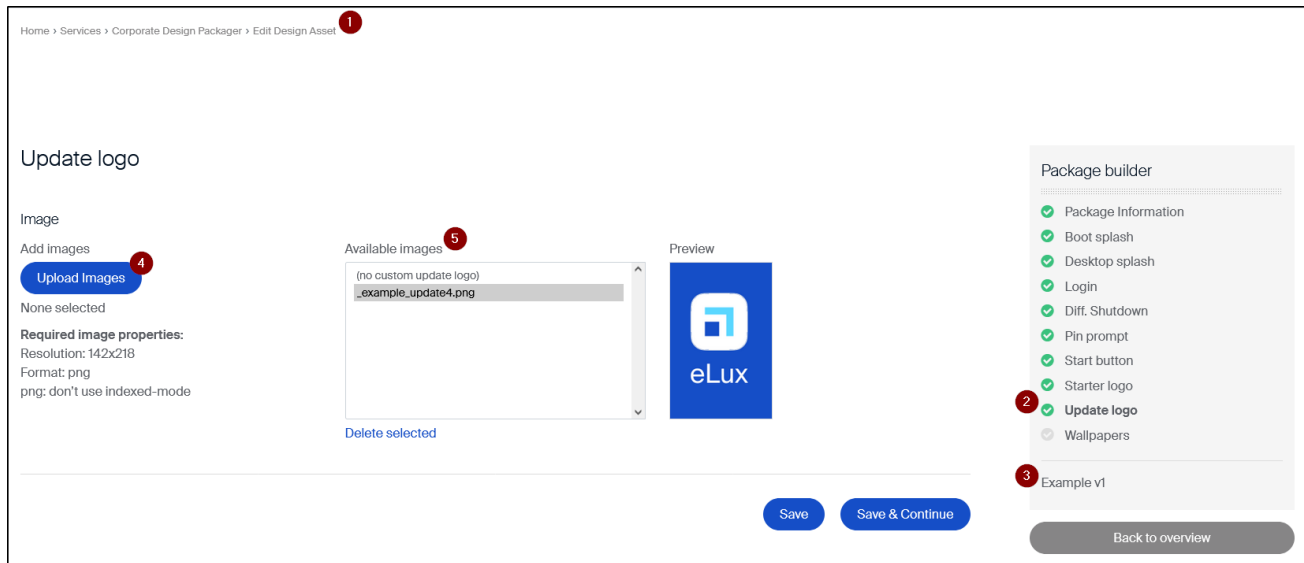 Home › Services › Corporate Design Packager › Edit Design Asset
1
Update logo
Image
Add images
4
Upload Images
None selected
Required image properties:
Resolution: 142x218
Format: png
png: don't use indexed-mode
Available images
5
(no custom update logo)
_example_update4.png
Delete selected
Preview
eLux
Save
Save & Continue
Package builder
Package Information
Boot splash
Desktop splash
Login
Diff. Shutdown
Pin prompt
Start button
Starter logo
2
Update logo
Wallpapers
3
Example v1
Back to overview